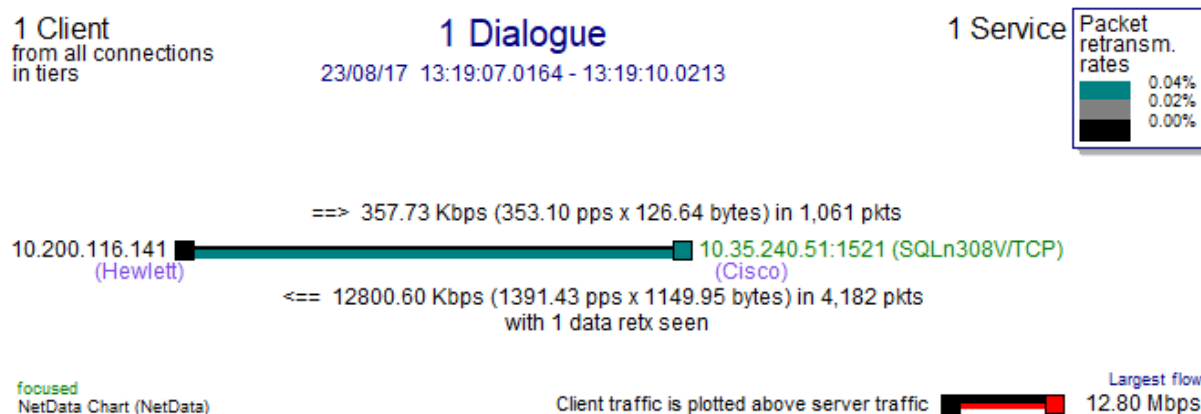 1 Client
from all connections
in tiers
1 Dialogue
23/08/17 13:19:07.0164 - 13:19:10.0213
1 Service
Packet
retransm.
rates
0.04%
0.02%
0.00%
==> 357.73 Kbps (353.10 pps x 126.64 bytes) in 1,061 pkts
10.200.116.141
(Hewlett)
10.35.240.51:1521 (SQLn308V/TCP)
(Cisco)
<== 12800.60 Kbps (1391.43 pps x 1149.95 bytes) in 4,182 pkts
with 1 data retx seen
focused
NetData Chart (NetData)
Client traffic is plotted above server traffic
Largest flow
12.80 Mbps